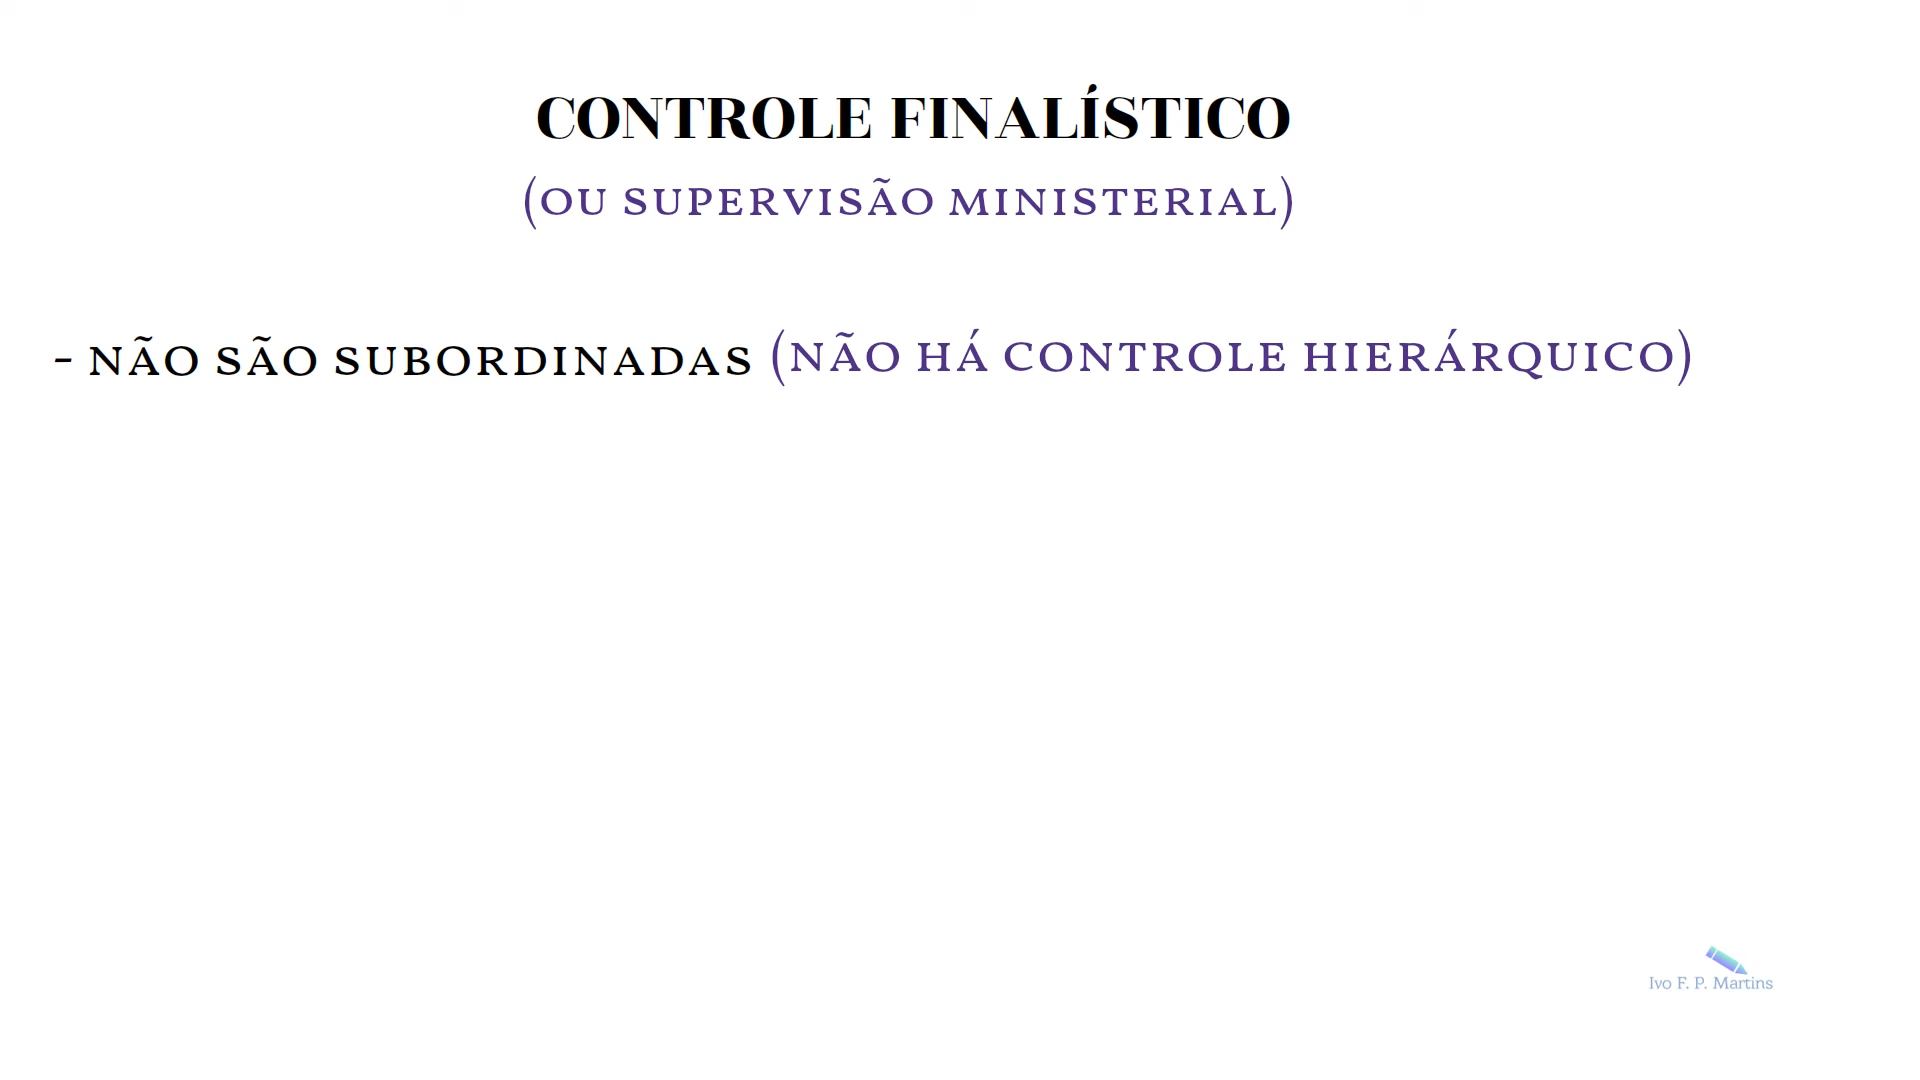 CONTROLE FINALÍSTICO
(OU SUPERVISÃO MINISTERIAL)
- NÃO SÃO SUBORDINADAS (NÃO HÁ CONTROLE HIERÁRQUICO)
Ivo F. P. Martins